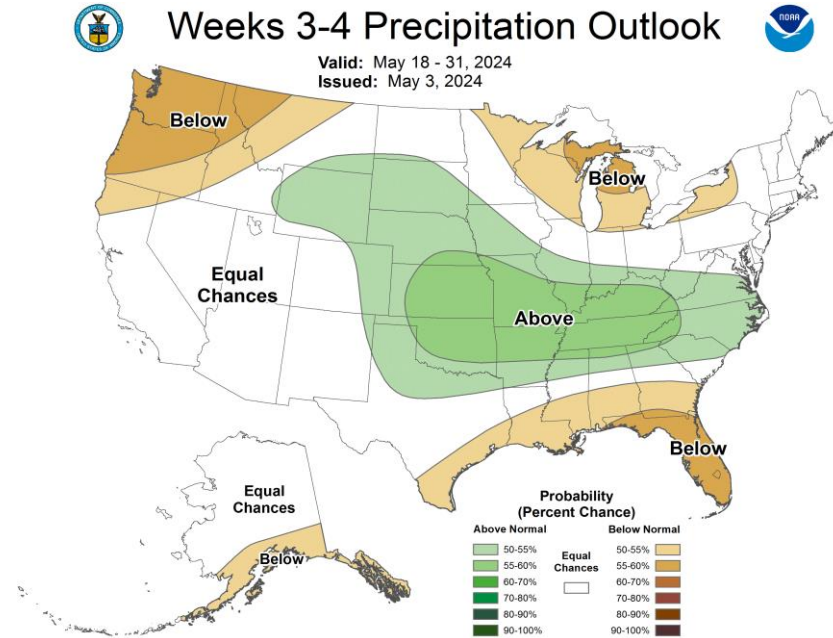 Weeks 3-4 Precipitation Outlook
NOAA
Valid: May 18 - 31, 2024
Issued: May 3, 2024
Below
Below
Equal
Chances
Above
Below
Equal
Chances
Below
Probability
(Percent Chance)
Above Normal
Below Normal
50-55%
55-60%
60-70%
70-80%
80-90%
90-100%
Equal
Chances
50-55%
55-60%
60-70%
70-80%
80-90%
90-100%